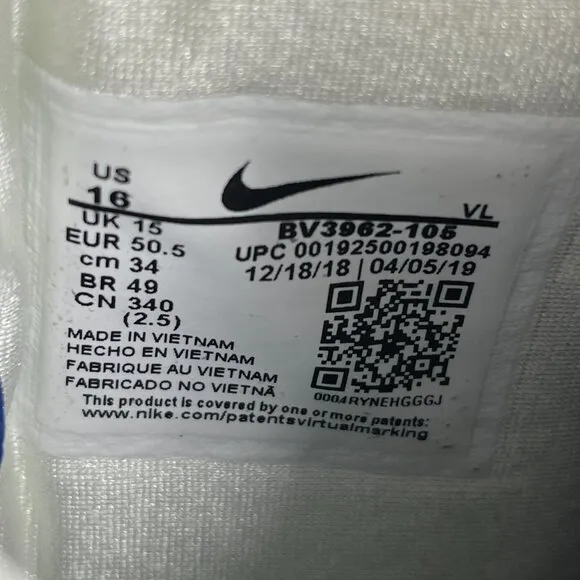 US
16
VL
UK 15
BV3962-105
EUR 50.5
UPC 00192500198094
cm 34
12/18/18 | 04/05/19
BR 49
CN 340
(2.5)
MADE IN VIETNAM
HECHO EN VIETNAM
FABRIQUE AU VIETNAM
FABRICADO NO VIETNÃ
0004RYNEHGGGJ
This product is covered by one or more patents:
www.nike.com/patentsvirtualmarking